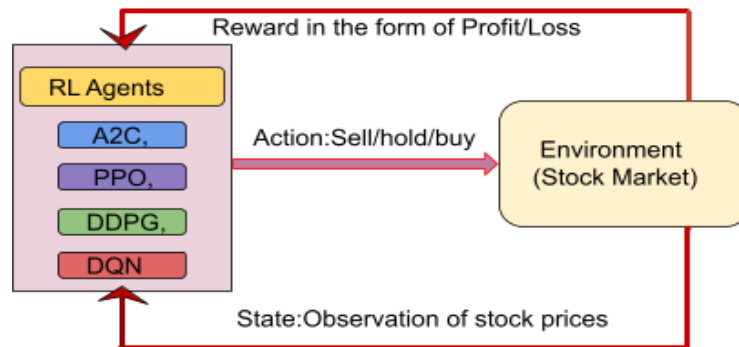 Reward in the form of Profit/Loss
RL Agents
A2C,
PPO,
DDPG,
DQN
Action:Sell/hold/buy
Environment
(Stock Market)
State:Observation of stock prices